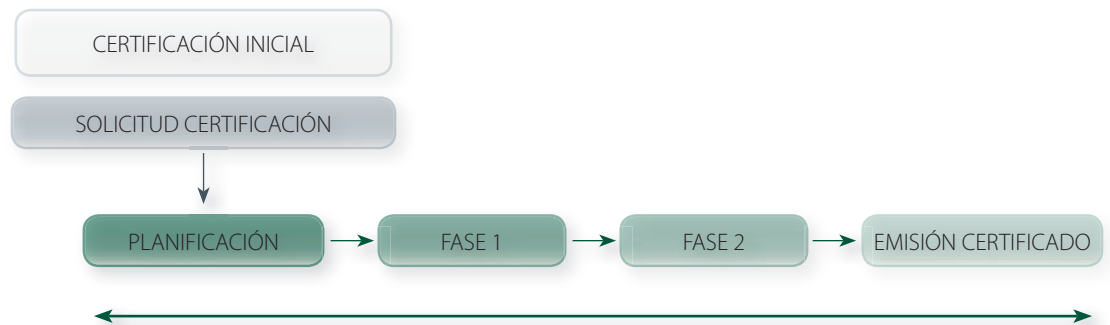 CERTIFICACIÓN INICIAL
SOLICITUD CERTIFICACIÓN
PLANIFICACIÓN
FASE 1
FASE 2
EMISIÓN CERTIFICADO